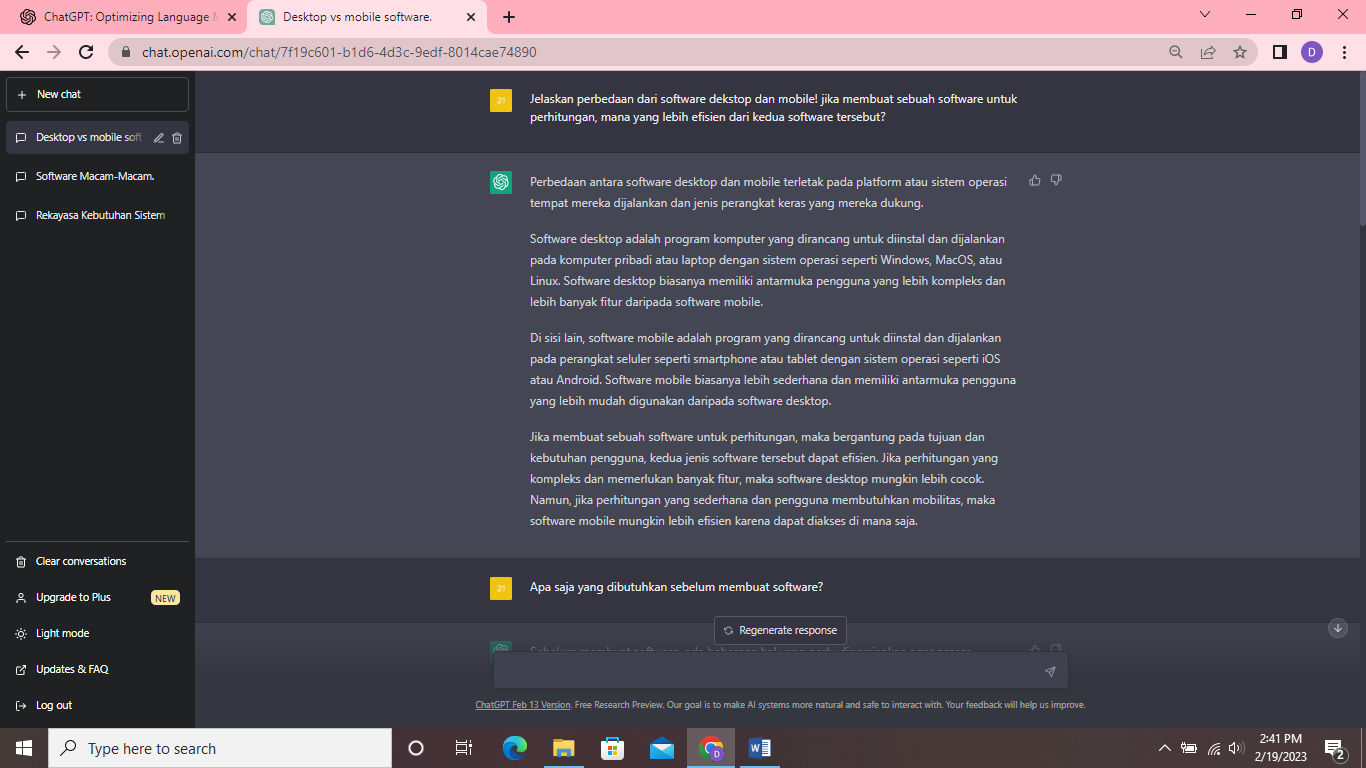 ChatGPT: Optimizing Language
Desktop vs mobile software.
chat.openai.com/chat/7f19c601-b1d6-4d3c-9edf-8014cae74890
D
New chat
Desktop vs mobile soft
Software Macam-Macam.
Rekayasa Kebutuhan Sistem
Clear conversations
Upgrade to Plus NEW
Light mode
Updates & FAQ
Log out
21
Jelaskan perbedaan dari software dekstop dan mobile! jika membuat sebuah software untuk
perhitungan, mana yang lebih efisien dari kedua software tersebut?
Perbedaan antara software desktop dan mobile terletak pada platform atau sistem operasi
tempat mereka dijalankan dan jenis perangkat keras yang mereka dukung.
Software desktop adalah program komputer yang dirancang untuk diinstal dan dijalankan
pada komputer pribadi atau laptop dengan sistem operasi seperti Windows, MacOS, atau
Linux. Software desktop biasanya memiliki antarmuka pengguna yang lebih kompleks dan
lebih banyak fitur daripada software mobile.
Di sisi lain, software mobile adalah program yang dirancang untuk diinstal dan dijalankan
pada perangkat seluler seperti smartphone atau tablet dengan sistem operasi seperti iOS
atau Android. Software mobile biasanya lebih sederhana dan memiliki antarmuka pengguna
yang lebih mudah digunakan daripada software desktop.
Jika membuat sebuah software untuk perhitungan, maka bergantung pada tujuan dan
kebutuhan pengguna, kedua jenis software tersebut dapat efisien. Jika perhitungan yang
kompleks dan memerlukan banyak fitur, maka software desktop mungkin lebih cocok.
Namun, jika perhitungan yang sederhana dan pengguna membutuhkan mobilitas, maka
software mobile mungkin lebih efisien karena dapat diakses di mana saja.
21
Apa saja yang dibutuhkan sebelum membuat software?
Regenerate response
ChatGPT Feb 13 Version. Free Research Preview. Our goal is to make AI systems more natural and safe to interact with. Your feedback will help us improve.
Type here to search
D
W
2:41 PM
2/19/2023
2